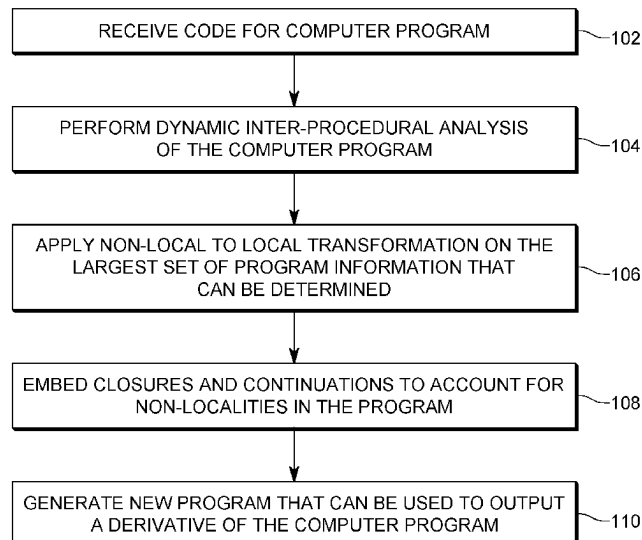 RECEIVE CODE FOR COMPUTER PROGRAM
102
PERFORM DYNAMIC INTER-PROCEDURAL ANALYSIS
OF THE COMPUTER PROGRAM
104
APPLY NON-LOCAL TO LOCAL TRANSFORMATION ON THE
LARGEST SET OF PROGRAM INFORMATION THAT
CAN BE DETERMINED
106
EMBED CLOSURES AND CONTINUATIONS TO ACCOUNT FOR
NON-LOCALITIES IN THE PROGRAM
108
GENERATE NEW PROGRAM THAT CAN BE USED TO OUTPUT
A DERIVATIVE OF THE COMPUTER PROGRAM
110